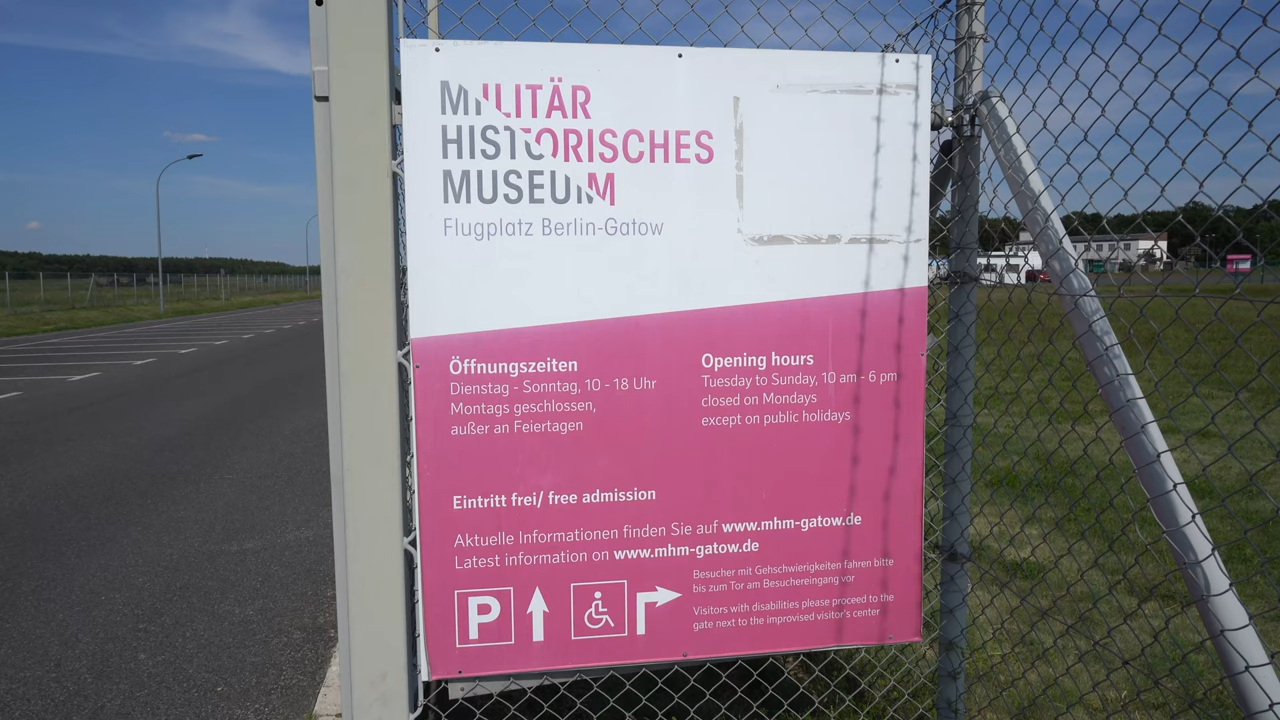 MILITÄR
HISTORISCHES
MUSEUM
Flugplatz Berlin-Gatow
Öffnungszeiten
Dienstag - Sonntag, 10 - 18 Uhr
Montags geschlossen,
außer an Feiertagen
Opening hours
Tuesday to Sunday, 10 am - 6 pm
closed on Mondays
except on public holidays
Eintritt frei/ free admission
Aktuelle Informationen finden Sie auf www.mhm-gatow.de
Latest information on www.mhm-gatow.de
P
Besucher mit Gehschwierigkeiten fahren bitte
bis zum Tor am Besuchereingang vor
Visitors with disabilities please proceed to the
gate next to the improvised visitor's center